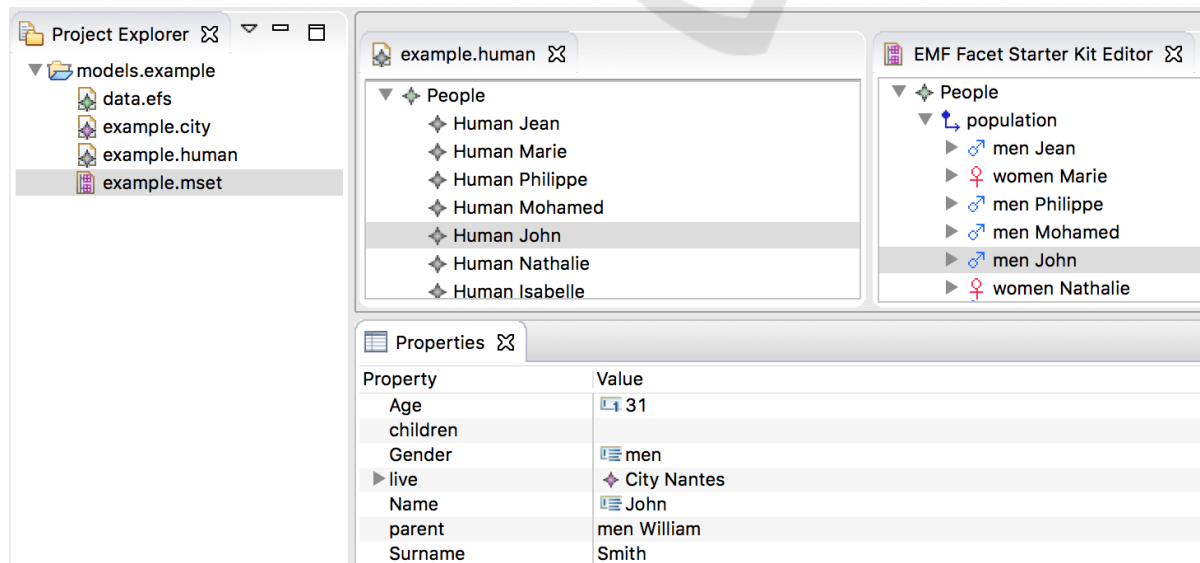 Project Explorer
models.example
data.efs
example.city
example.human
example.mset
example.human
People
Human Jean
Human Marie
Human Philippe
Human Mohamed
Human John
Human Nathalie
Human Isabelle
EMF Facet Starter Kit Editor
People
population
men Jean
women Marie
men Philippe
men Mohamed
men John
women Nathalie
Properties
Property Value
Age 31
children
Gender men
live City Nantes
Name John
parent men William
Surname Smith